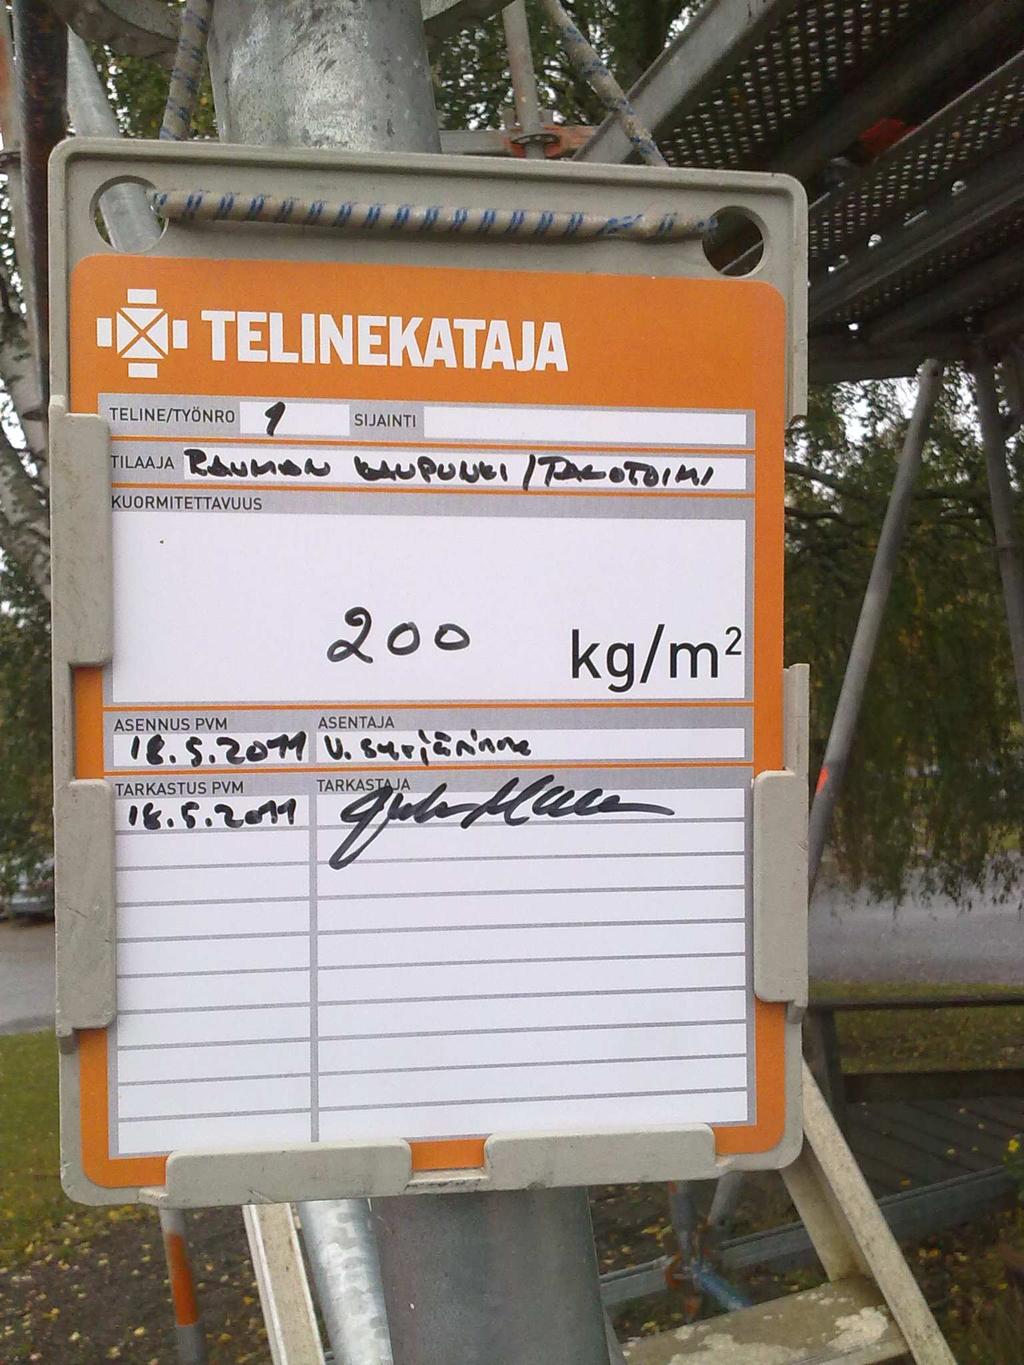 TELINEKATAJA
TELINE/TYÖNRO 1 SIJAINTI
TILAAJA RAUMAN KAUPUNKI / TALOTOIMI
KUORMITETTAVUUS
200 kg/m²
ASENNUS PVM ASENTAJA
18.5.2011 V.
TARKASTUS PVM TARKASTAJA
18.5.2011